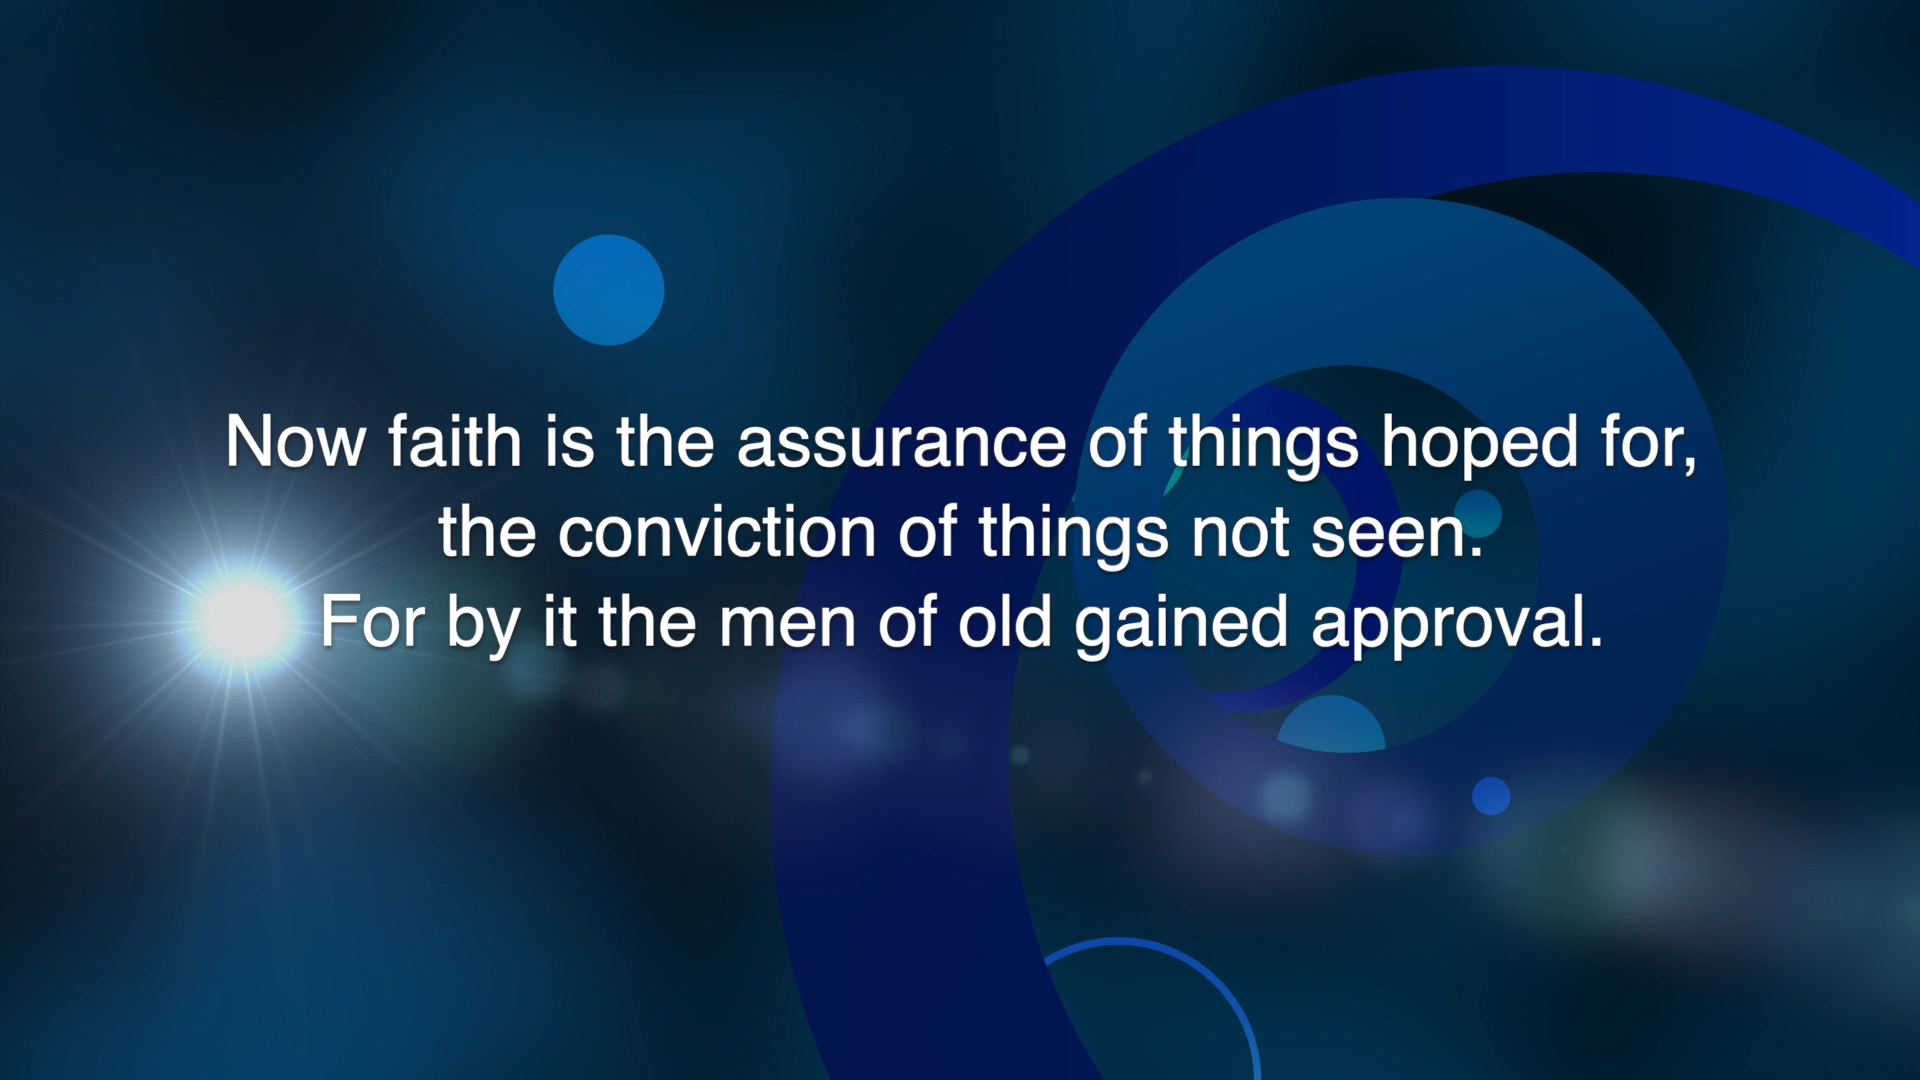 Now faith is the assurance of things hoped for,
the conviction of things not seen.
For by it the men of old gained approval.